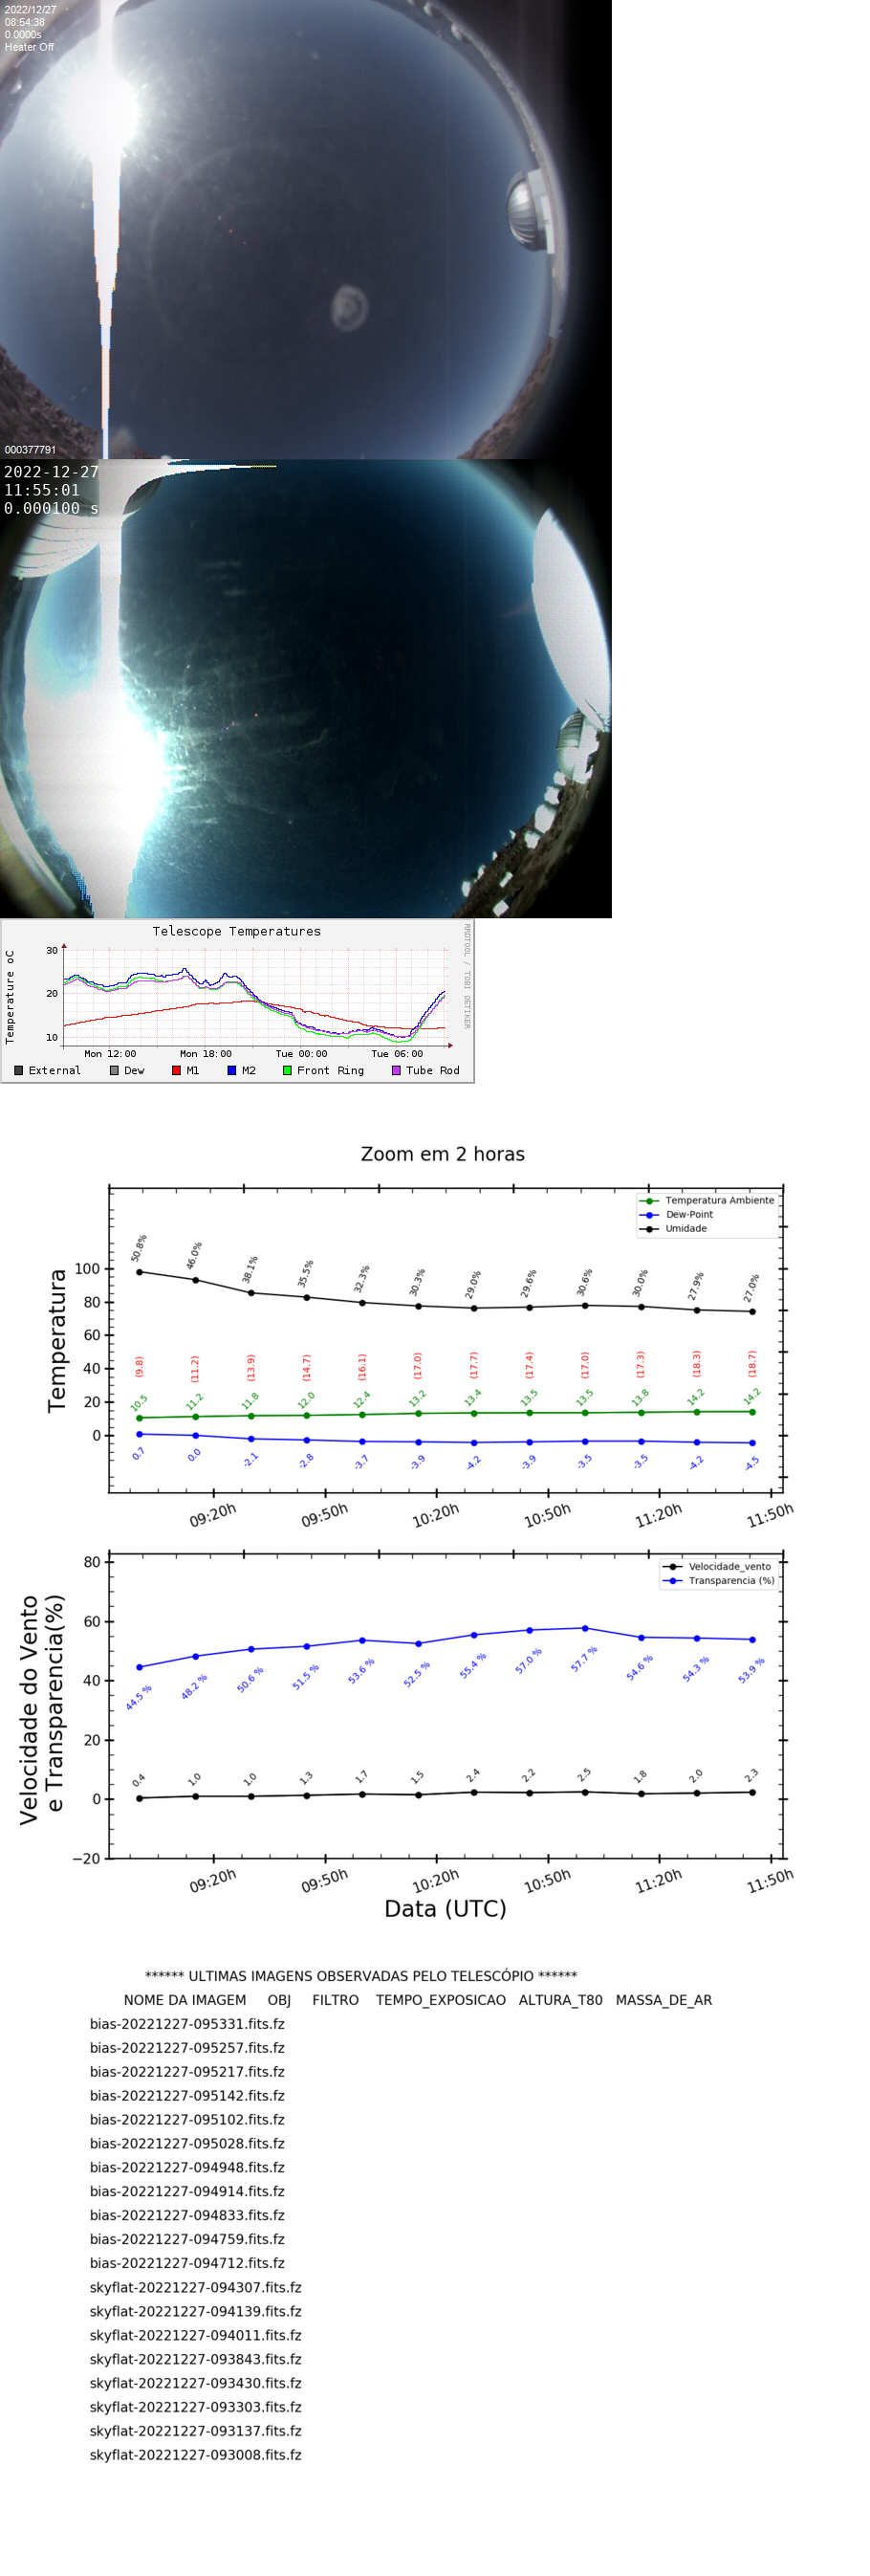 2022/12/27
08:54:38
0.0000s
Heater Off
000377791
2022-12-27
11:55:01
0.000100 s
Telescope Temperatures
Temperature oC
30
20
10
Mon 12:00 Mon 18:00 Tue 00:00 Tue 06:00
External Dew M1 M2 Front Ring Tube Rod
RRDTOOL / TOBI OETIKER
Zoom em 2 horas
Temperatura
Temperatura Ambiente
Dew-Point
Umidade
100
80
60
40
20
0
50.8% 46.0% 38.1% 35.5% 32.3% 30.3% 29.0% 29.6% 30.6% 30.0% 27.9% 27.0%
(9.8) (11.2) (13.9) (14.7) (16.1) (17.0) (17.7) (17.4) (17.0) (17.3) (18.3) (18.7)
10.5 11.2 11.8 12.0 12.4 13.2 13.4 13.5 13.5 13.8 14.2 14.2
0.7 0.0 -2.1 -2.8 -3.7 -3.9 -4.2 -3.9 -3.5 -3.5 -4.2 -4.5
09:20h 09:50h 10:20h 10:50h 11:20h 11:50h
Velocidade do Vento
e Transparencia(%)
Velocidade_vento
Transparencia (%)
80
60
40
20
0
−20
44.5 % 48.2 % 50.6 % 51.5 % 53.6 % 52.5 % 55.4 % 57.0 % 57.7 % 54.6 % 54.3 % 53.9 %
0.4 1.0 1.0 1.3 1.7 1.5 2.4 2.2 2.5 1.8 2.0 2.3
09:20h 09:50h 10:20h 10:50h 11:20h 11:50h
Data (UTC)
****** ULTIMAS IMAGENS OBSERVADAS PELO TELESCÓPIO ******
NOME DA IMAGEM OBJ FILTRO TEMPO_EXPOSICAO ALTURA_T80 MASSA_DE_AR
bias-20221227-095331.fits.fz
bias-20221227-095257.fits.fz
bias-20221227-095217.fits.fz
bias-20221227-095142.fits.fz
bias-20221227-095102.fits.fz
bias-20221227-095028.fits.fz
bias-20221227-094948.fits.fz
bias-20221227-094914.fits.fz
bias-20221227-094833.fits.fz
bias-20221227-094759.fits.fz
bias-20221227-094712.fits.fz
skyflat-20221227-094307.fits.fz
skyflat-20221227-094139.fits.fz
skyflat-20221227-094011.fits.fz
skyflat-20221227-093843.fits.fz
skyflat-20221227-093430.fits.fz
skyflat-20221227-093303.fits.fz
skyflat-20221227-093137.fits.fz
skyflat-20221227-093008.fits.fz